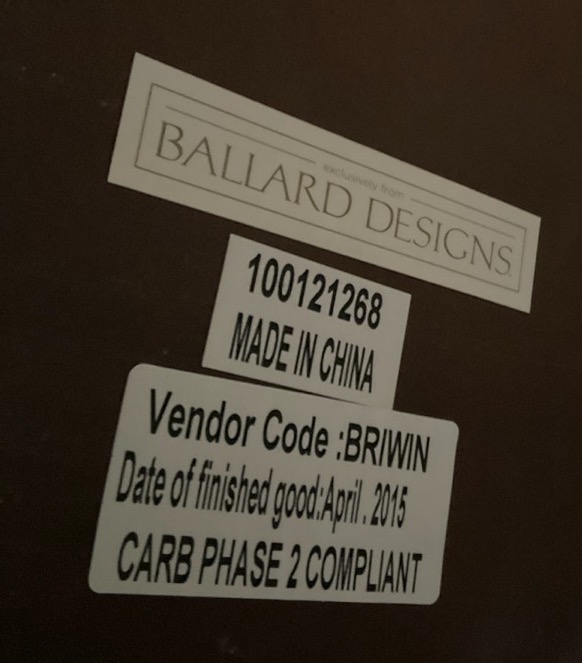 exclusively from
BALLARD DESIGNS
100121268
MADE IN CHINA
Vendor Code :BRIWIN
Date of finished good:April . 2015
CARB PHASE 2 COMPLIANT